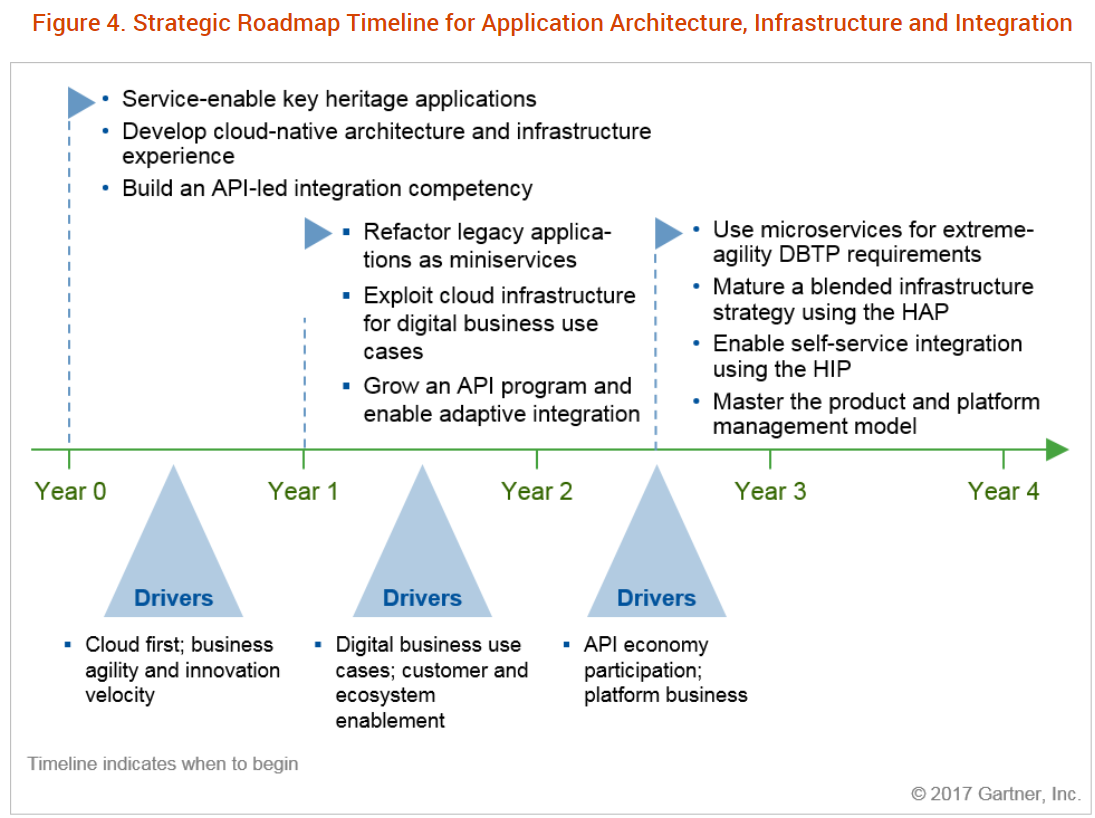 Figure 4. Strategic Roadmap Timeline for Application Architecture, Infrastructure and Integration
• Service-enable key heritage applications
• Develop cloud-native architecture and infrastructure
experience
• Build an API-led integration competency
▪ Refactor legacy applica-
tions as miniservices
▪ Exploit cloud infrastructure
for digital business use
cases
▪ Grow an API program and
enable adaptive integration
• Use microservices for extreme-
agility DBTP requirements
• Mature a blended infrastructure
strategy using the HAP
• Enable self-service integration
using the HIP
• Master the product and platform
management model
Year 0
Year 1
Year 2
Year 3
Year 4
Drivers
Drivers
Drivers
▪ Cloud first; business
agility and innovation
velocity
▪ Digital business use
cases; customer and
ecosystem
enablement
▪ API economy
participation;
platform business
Timeline indicates when to begin
© 2017 Gartner, Inc.